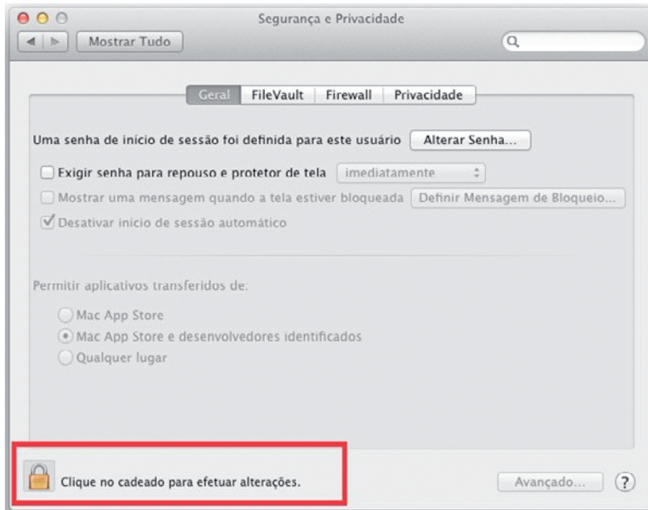 Segurança e Privacidade
Mostrar Tudo
Geral FileVault Firewall Privacidade
Uma senha de início de sessão foi definida para este usuário Alterar Senha...
Exigir senha para repouso e protetor de tela imediatamente
Mostrar uma mensagem quando a tela estiver bloqueada Definir Mensagem de Bloqueio...
Desativar início de sessão automático
Permitir aplicativos transferidos de:
Mac App Store
Mac App Store e desenvolvedores identificados
Qualquer lugar
Clique no cadeado para efetuar alterações.
Avançado... ?